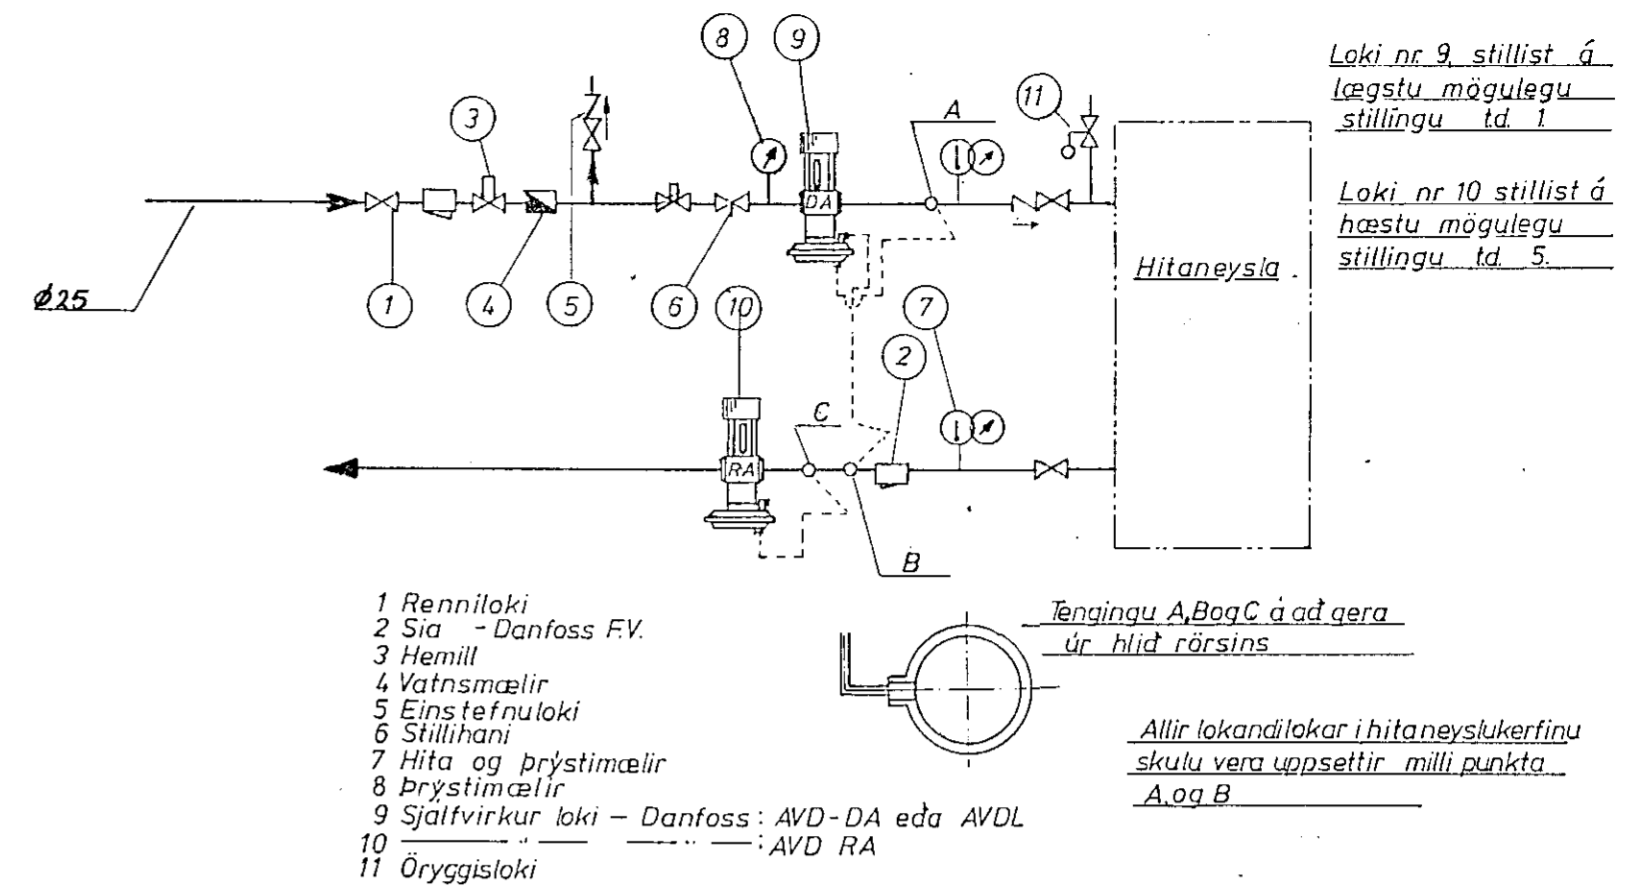 8
9
Loki nr. 9, stillist á
lægstu mögulegu
stillingu t.d. 1.
3
A
11
Loki nr 10 stillist á
hæstu mögulegu
stillingu t.d. 5.
DA
Hitaneysla
ϕ25
1
4
5
6
10
7
2
C
RA
B
1 Renniloki
2 Sia - Danfoss F.V.
3 Hemill
4 Vatnsmælir
5 Einstefnuloki
6 Stillihani
7 Hita og þrýstimælir
8 Þrýstimælir
9 Sjálfvirkur loki – Danfoss : AVD-DA eða AVDL
10 —— " —— —— " — : AVD RA
11 Öryggisloki
Tengingu A,B og C á að gera
úr hlið rörsins
Allir lokandi lokar i hitaneyslukerfinu
skulu vera uppsettir milli punkta
A, og B